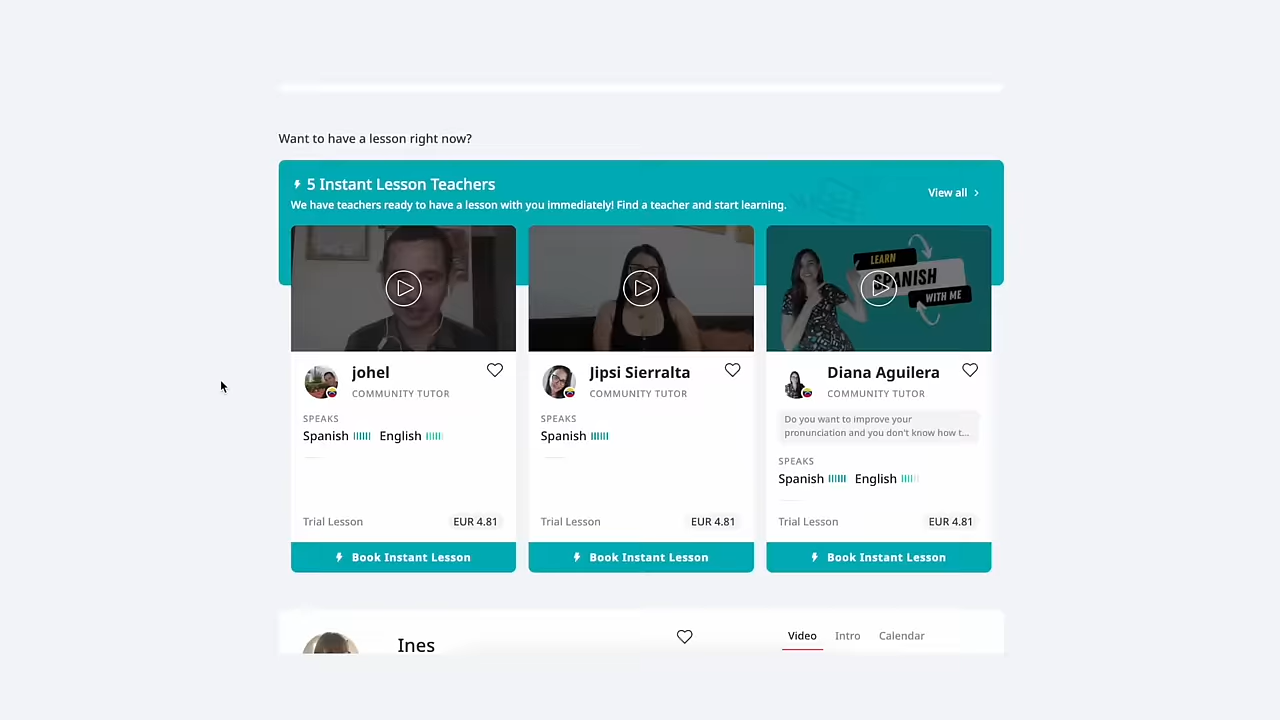 Want to have a lesson right now?
5 Instant Lesson Teachers
We have teachers ready to have a lesson with you immediately! Find a teacher and start learning.
View all
LEARN
SPANISH
WITH ME
johel
COMMUNITY TUTOR
SPEAKS
Spanish English
Trial Lesson EUR 4.81
Book Instant Lesson
Jipsi Sierralta
COMMUNITY TUTOR
SPEAKS
Spanish
Trial Lesson EUR 4.81
Book Instant Lesson
Diana Aguilera
COMMUNITY TUTOR
Do you want to improve your
pronunciation and you don't know how t...
SPEAKS
Spanish English
Trial Lesson EUR 4.81
Book Instant Lesson
Ines
Video Intro Calendar